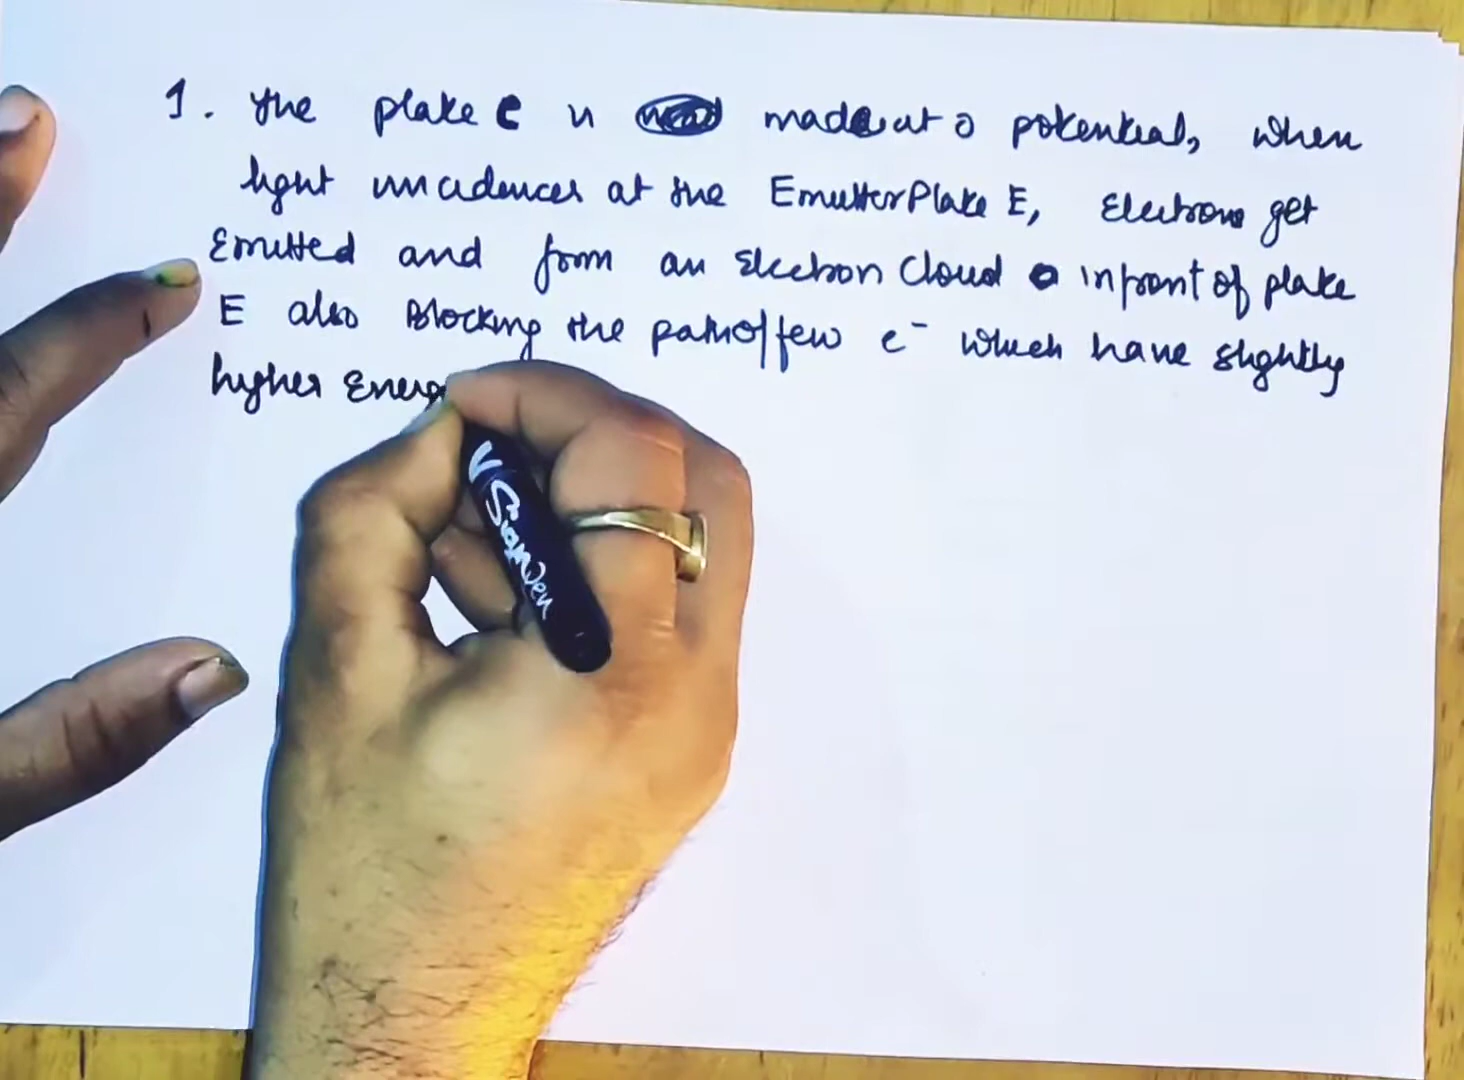 1. The plate C is made at 0 potential, when
light incidences at the Emitter Plate E, Electrons get
Emitted and form an Electron Cloud in front of plate
E also Blocking the path of few e⁻ which have slightly
higher Energ